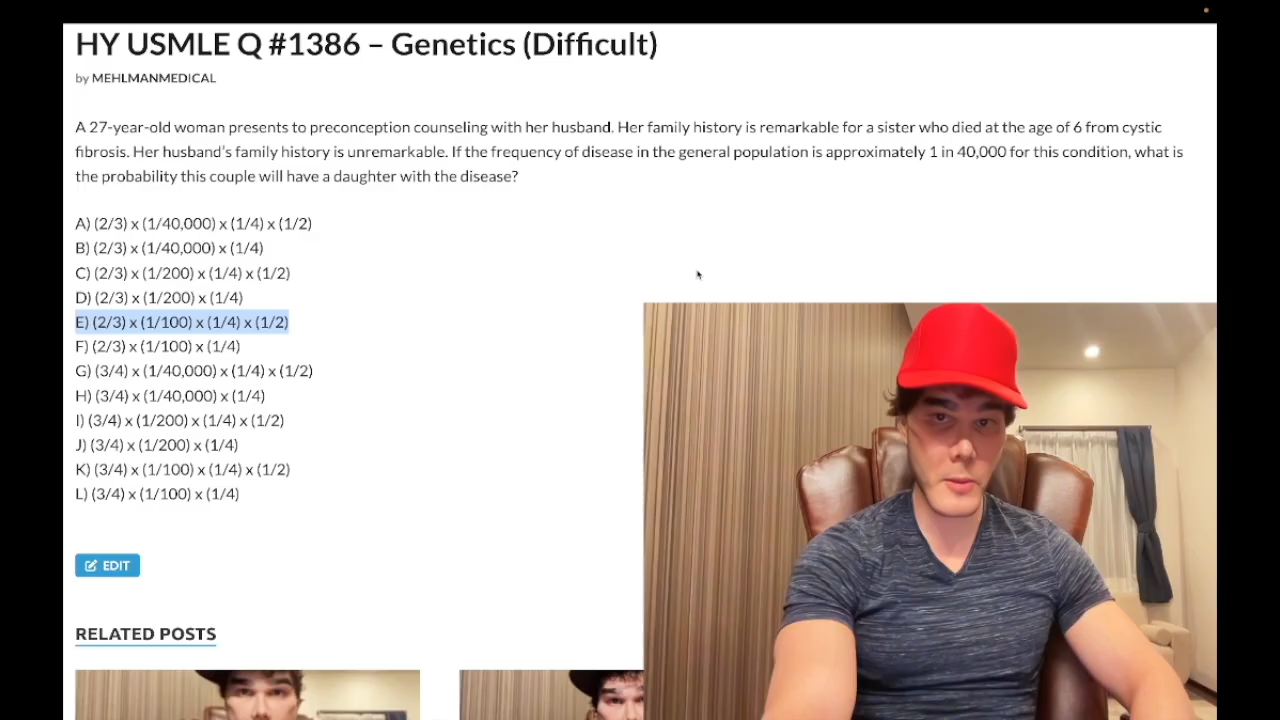 HY USMLE Q #1386 – Genetics (Difficult)
by MEHLMANMEDICAL
A 27-year-old woman presents to preconception counseling with her husband. Her family history is remarkable for a sister who died at the age of 6 from cystic
fibrosis. Her husband's family history is unremarkable. If the frequency of disease in the general population is approximately 1 in 40,000 for this condition, what is
the probability this couple will have a daughter with the disease?
A) (2/3) x (1/40,000) x (1/4) x (1/2)
B) (2/3) x (1/40,000) x (1/4)
C) (2/3) x (1/200) x (1/4) x (1/2)
D) (2/3) x (1/200) x (1/4)
E) (2/3) x (1/100) x (1/4) x (1/2)
F) (2/3) x (1/100) x (1/4)
G) (3/4) x (1/40,000) x (1/4) x (1/2)
H) (3/4) x (1/40,000) x (1/4)
I) (3/4) x (1/200) x (1/4) x (1/2)
J) (3/4) x (1/200) x (1/4)
K) (3/4) x (1/100) x (1/4) x (1/2)
L) (3/4) x (1/100) x (1/4)
EDIT
RELATED POSTS